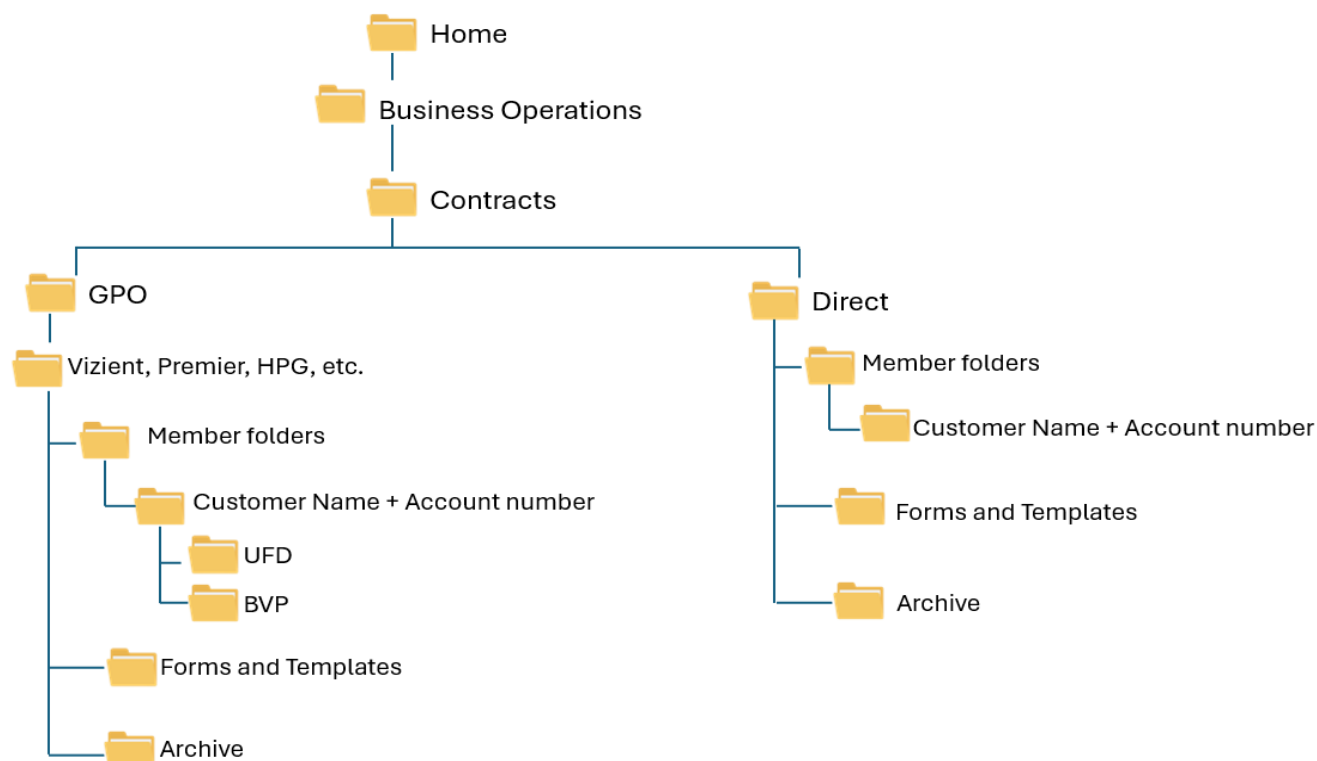 Home
Business Operations
Contracts
GPO
Direct
Vizient, Premier, HPG, etc.
Member folders
Member folders
Customer Name + Account number
Customer Name + Account number
UFD
Forms and Templates
BVP
Archive
Forms and Templates
Archive